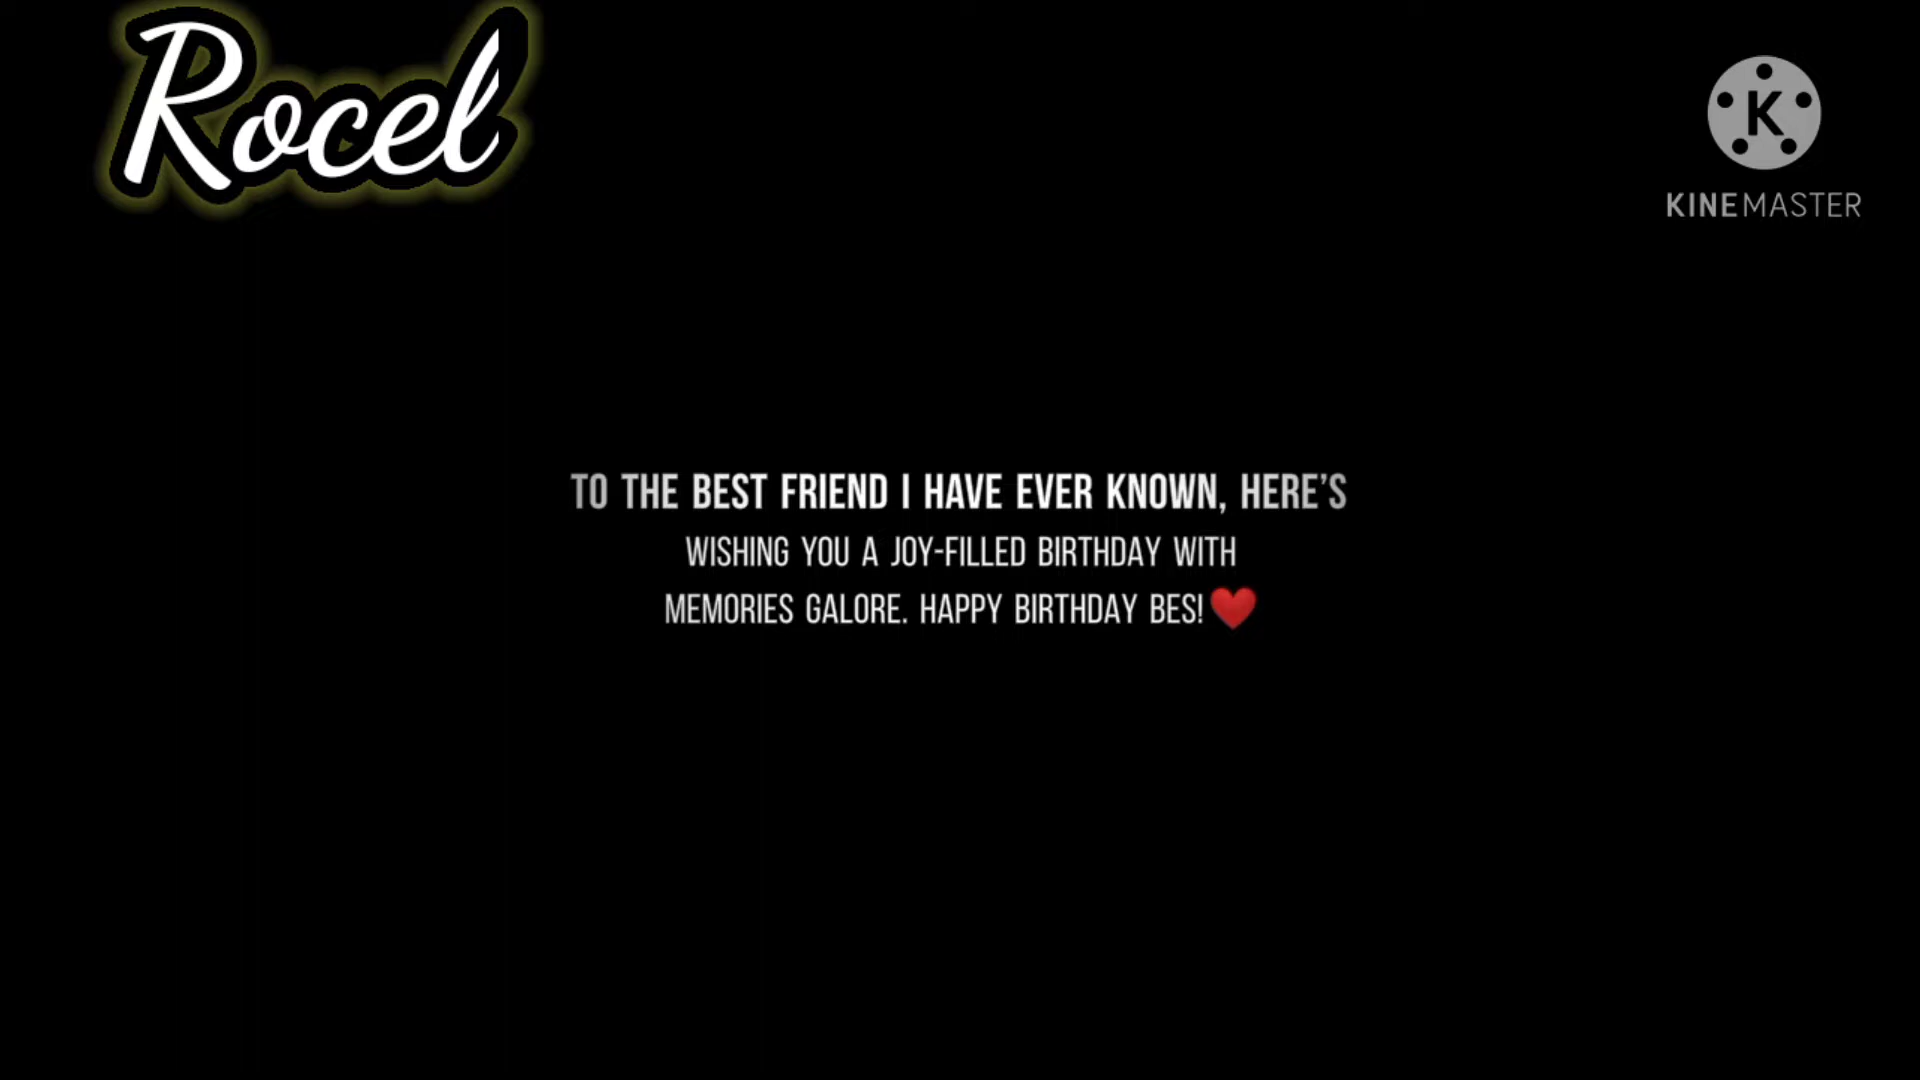 Rocel
K
KINEMASTER
TO THE BEST FRIEND I HAVE EVER KNOWN, HERE'S
WISHING YOU A JOY-FILLED BIRTHDAY WITH
MEMORIES GALORE. HAPPY BIRTHDAY BES!❤️